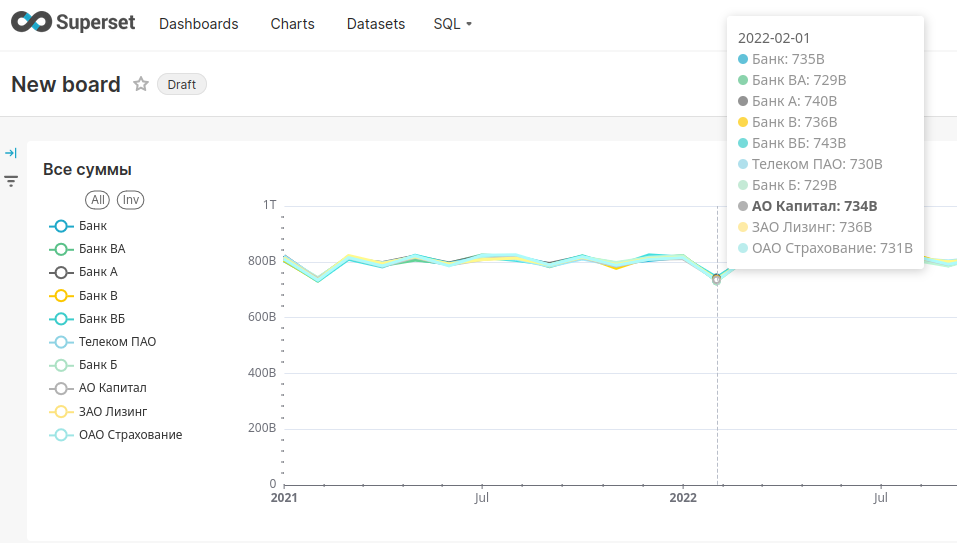 Superset Dashboards Charts Datasets SQL
New board Draft
2022-02-01
Банк: 735B
Банк ВА: 729B
Банк А: 740B
Банк В: 736B
Банк ВБ: 743B
Телеком ПАО: 730B
Банк Б: 729B
АО Капитал: 734B
ЗАО Лизинг: 736B
ОАО Страхование: 731B
Все суммы
All Inv
Банк
Банк ВА
Банк А
Банк В
Банк ВБ
Телеком ПАО
Банк Б
АО Капитал
ЗАО Лизинг
ОАО Страхование
1T
800B
600B
400B
200B
0
2021 Jul 2022 Jul